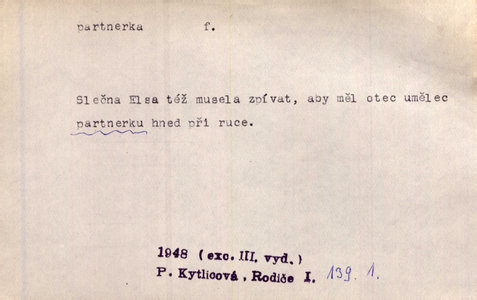 partnerka f.
Slečna Elsa též musela zpívat, aby měl otec umělec
partnerku hned při ruce.
1948 (exc. III. vyd.)
P. Kytlicová, Rodiče I. 139. 1.